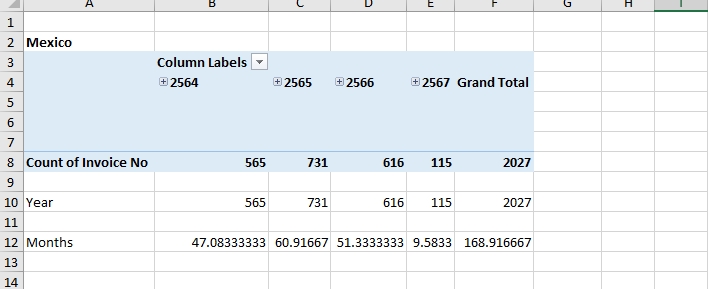 A B C D E F G H I
1
2 Mexico
3 Column Labels
4 2564 2565 2566 2567 Grand Total
5
6
7
8 Count of Invoice No 565 731 616 115 2027
9
10 Year 565 731 616 115 2027
11
12 Months 47.08333333 60.91667 51.3333333 9.5833 168.916667
13
14